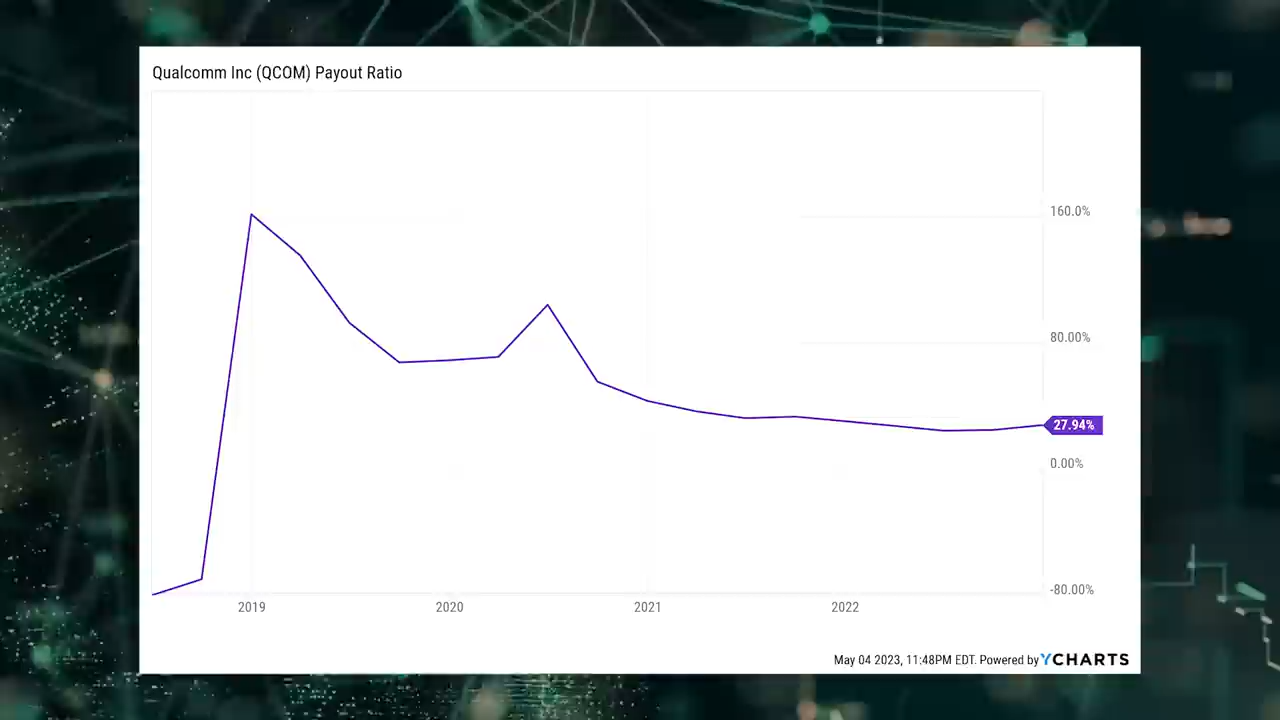 Qualcomm Inc (QCOM) Payout Ratio
160.0%
80.00%
27.94%
0.00%
-80.00%
2019 2020 2021 2022
May 04 2023, 11:48PM EDT. Powered by YCHARTS